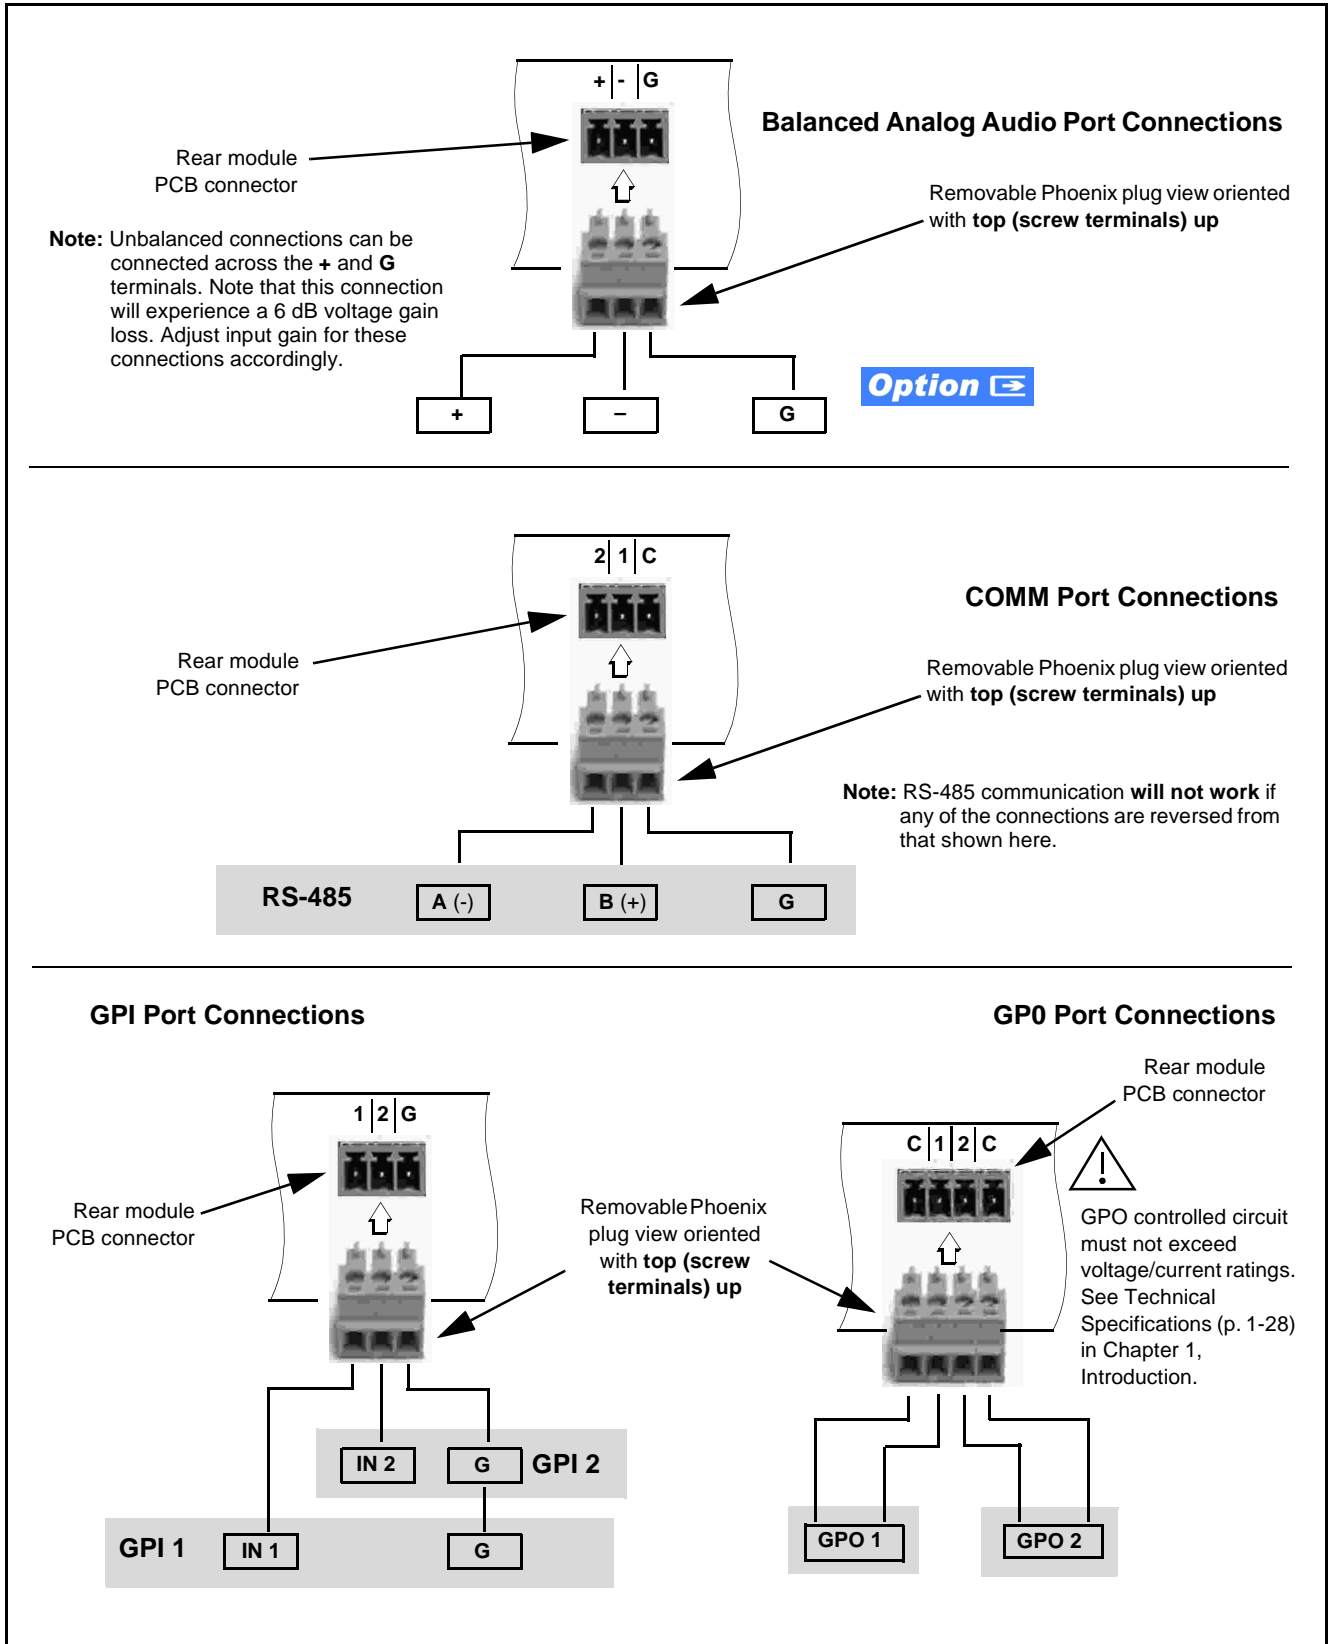 + - G
Balanced Analog Audio Port Connections
Rear module
PCB connector
Removable Phoenix plug view oriented
with top (screw terminals) up
Note: Unbalanced connections can be
connected across the + and G
terminals. Note that this connection
will experience a 6 dB voltage gain
loss. Adjust input gain for these
connections accordingly.
Option
+ – G
2 1 C
COMM Port Connections
Rear module
PCB connector
Removable Phoenix plug view oriented
with top (screw terminals) up
Note: RS-485 communication will not work if
any of the connections are reversed from
that shown here.
RS-485 A (-) B (+) G
GPI Port Connections
1 2 G
Rear module
PCB connector
Removable Phoenix
plug view oriented
with top (screw
terminals) up
IN 2 G GPI 2
GPI 1 IN 1 G
GP0 Port Connections
Rear module
PCB connector
C 1 2 C
GPO controlled circuit
must not exceed
voltage/current ratings.
See Technical
Specifications (p. 1-28)
in Chapter 1,
Introduction.
GPO 1 GPO 2